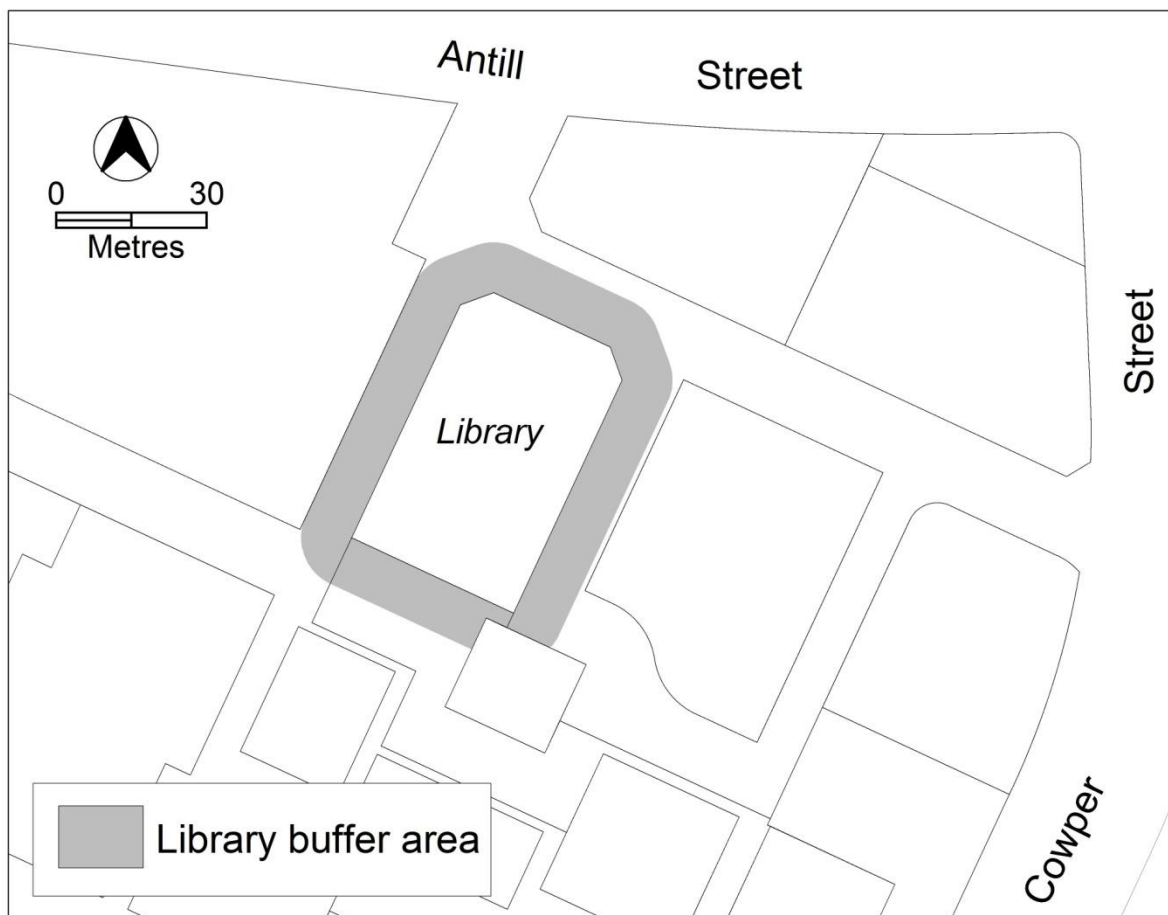 Antill Street
0 30
Metres
Street
Library
Cowper
Library buffer area